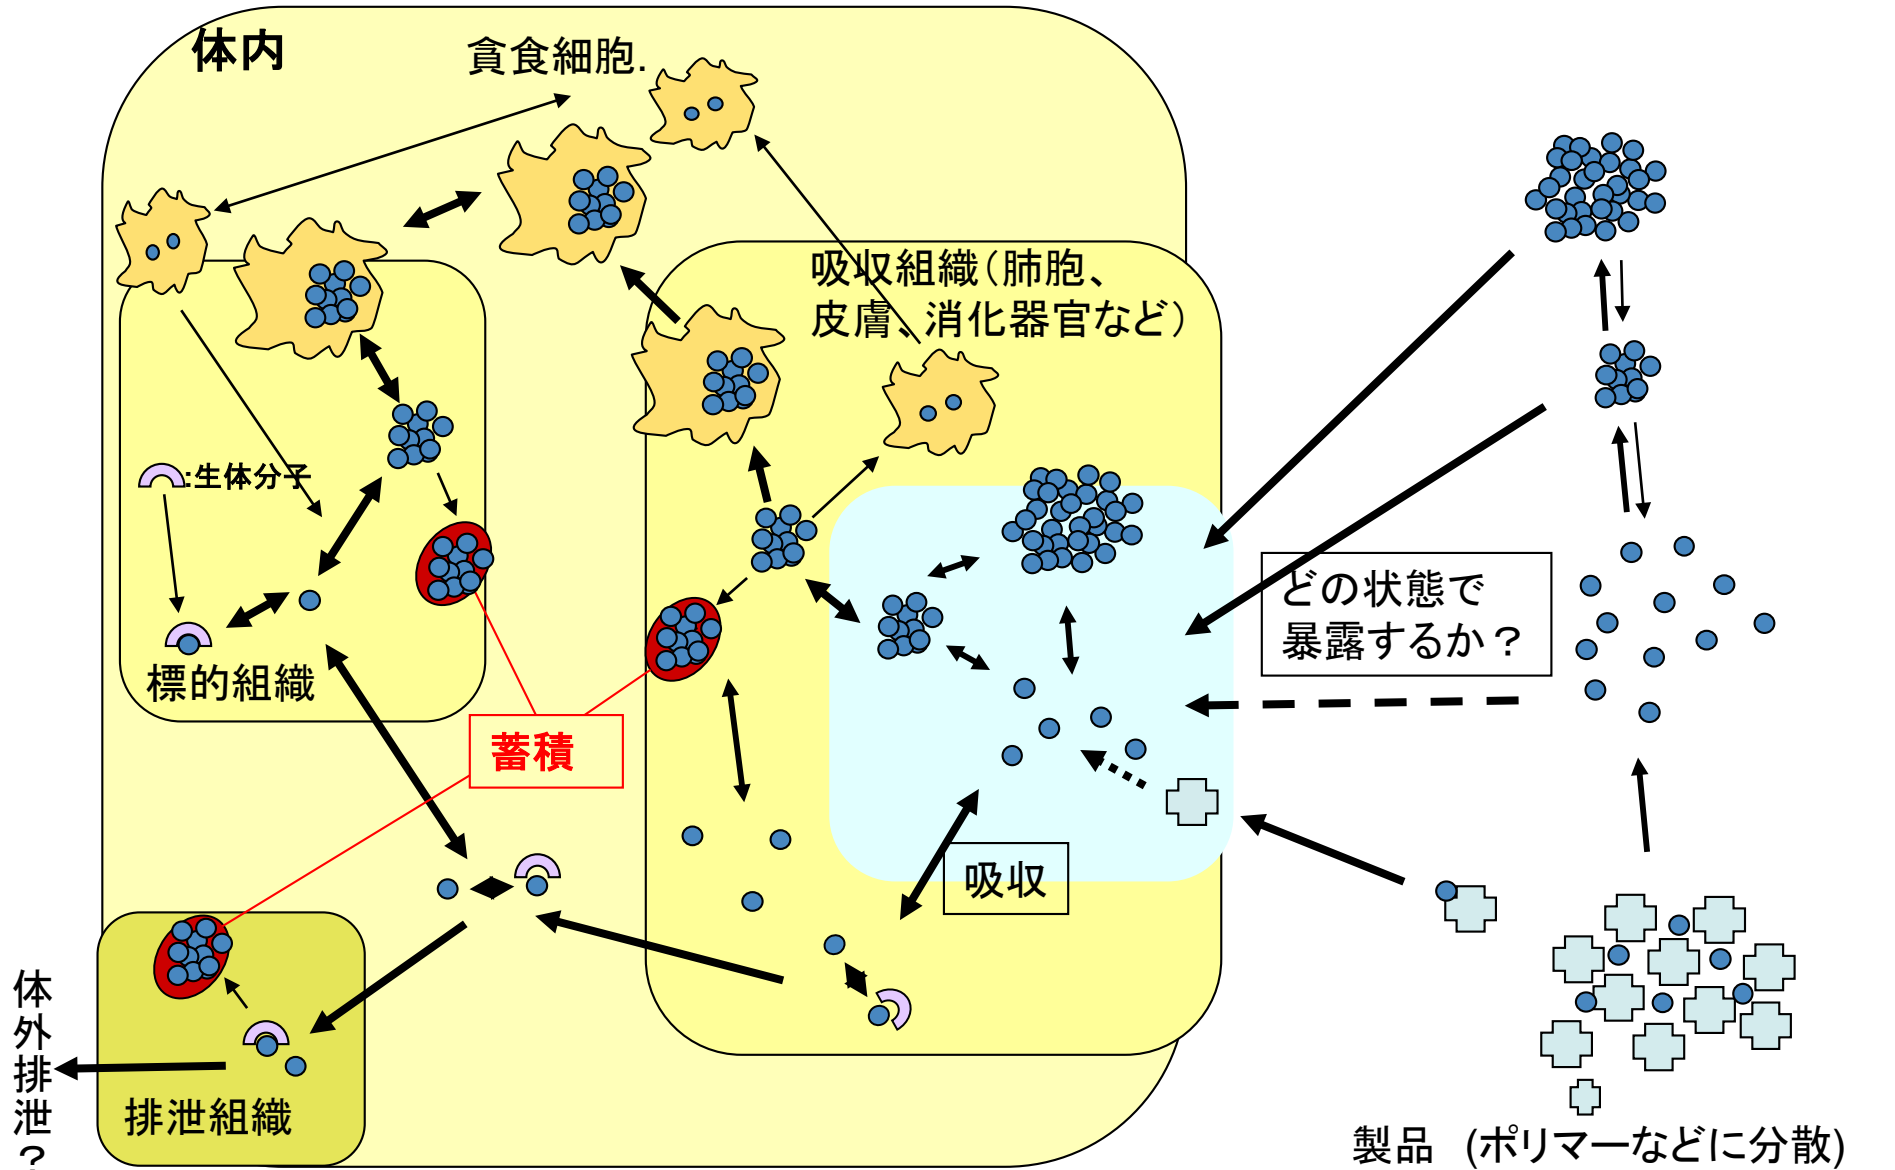 体内
貪食細胞.
吸収組織（肺胞、
皮膚、消化器官など）
:生体分子
標的組織
どの状態で
暴露するか？
蓄積
吸収
体外排泄？
排泄組織
製品 (ポリマーなどに分散)